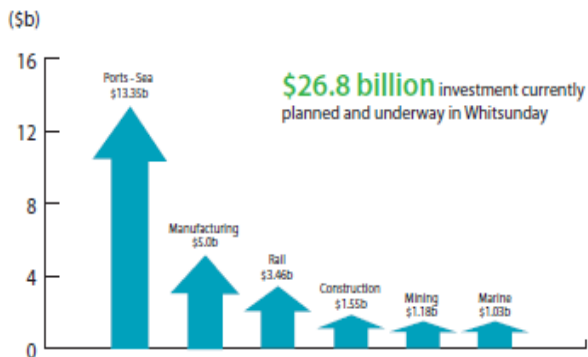 ($b)
16
12
8
4
0
Ports - Sea
$13.35b
Manufacturing
$5.0b
Rail
$3.46b
Construction
$1.55b
Mining
$1.18b
Marine
$1.03b
$26.8 billion investment currently
planned and underway in Whitsunday